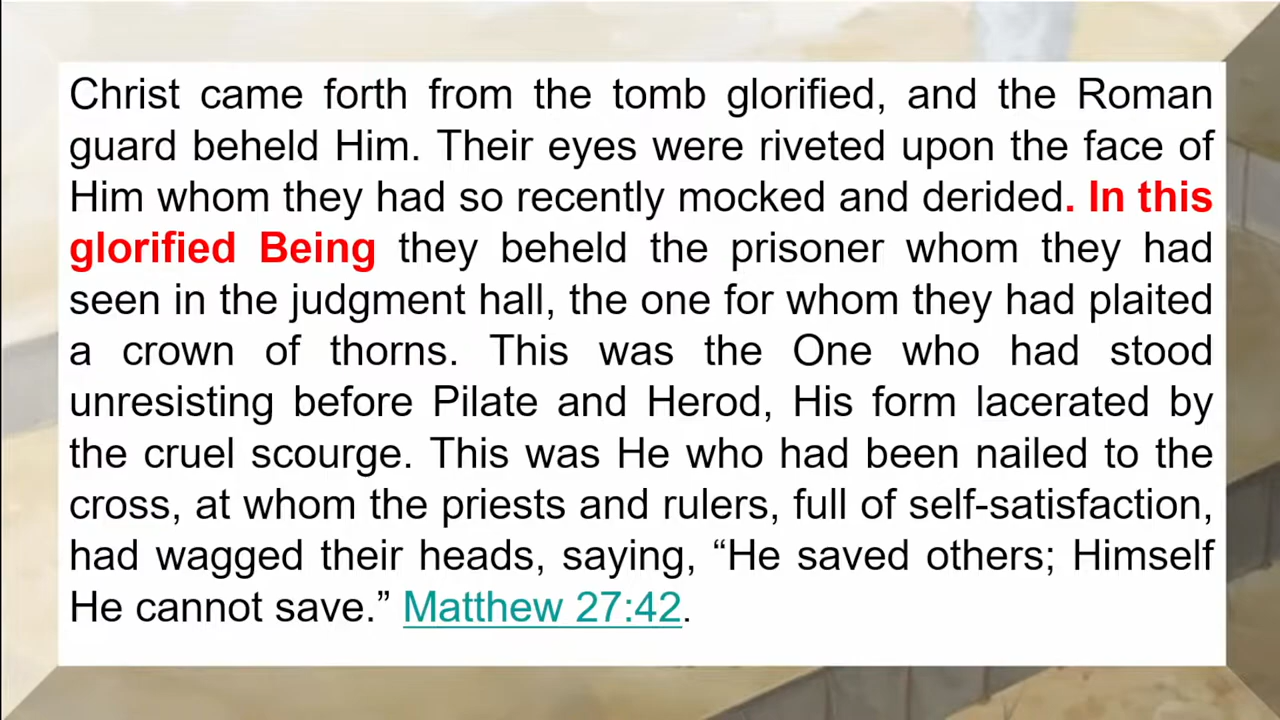 Christ came forth from the tomb glorified, and the Roman
guard beheld Him. Their eyes were riveted upon the face of
Him whom they had so recently mocked and derided. In this
glorified Being they beheld the prisoner whom they had
seen in the judgment hall, the one for whom they had plaited
a crown of thorns. This was the One who had stood
unresisting before Pilate and Herod, His form lacerated by
the cruel scourge. This was He who had been nailed to the
cross, at whom the priests and rulers, full of self-satisfaction,
had wagged their heads, saying, “He saved others; Himself
He cannot save.” Matthew 27:42.